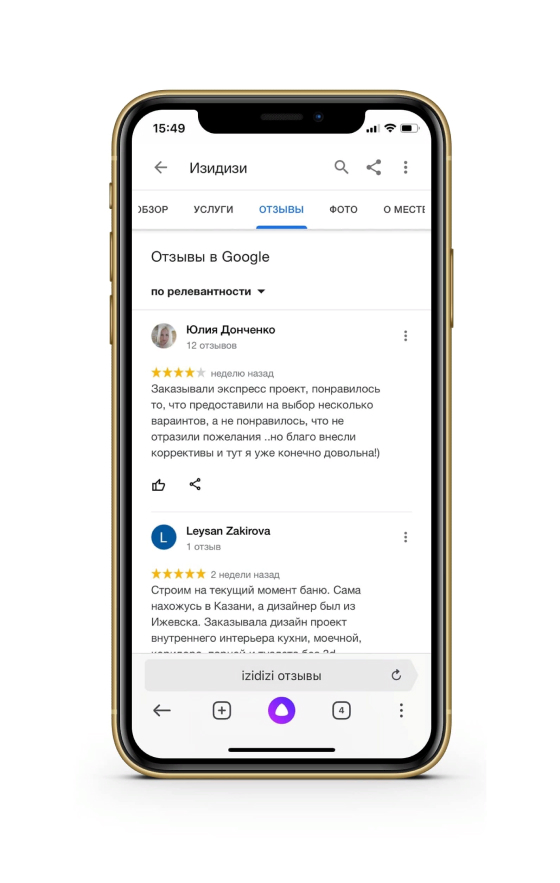 15:49
Изидизи
ОБЗОР УСЛУГИ ОТЗЫВЫ ФОТО О МЕСТЕ
Отзывы в Google
по релевантности
Юлия Донченко
12 отзывов
неделю назад
Заказывали экспресс проект, понравилось
то, что предоставили на выбор несколько
вараинтов, а не понравилось, что не
отразили пожелания ..но благо внесли
коррективы и тут я уже конечно довольна!)
L
Leysan Zakirova
1 отзыв
2 недели назад
Строим на текущий момент баню. Сама
нахожусь в Казани, а дизайнер был из
Ижевска. Заказывала дизайн проект
внутреннего интерьера кухни, моечной,
izidizi отзывы
4